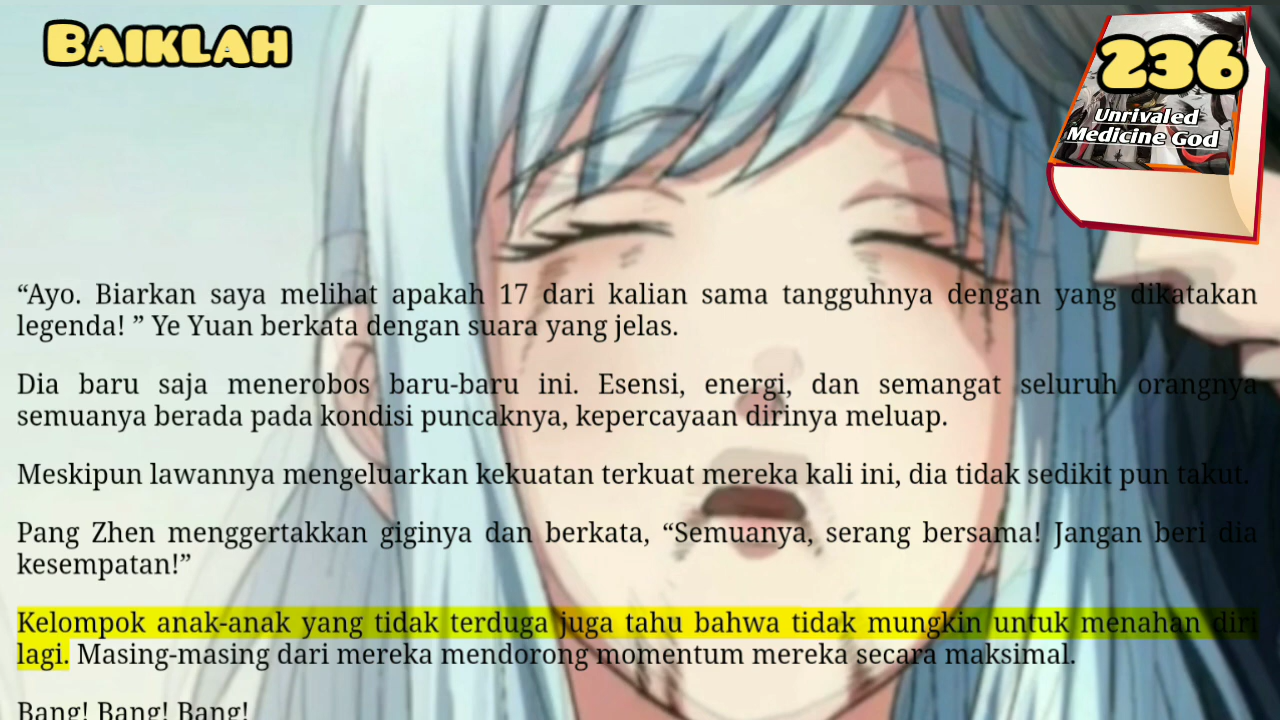 BAIKLAH
236
Unrivaled
Medicine God
“Ayo. Biarkan saya melihat apakah 17 dari kalian sama tangguhnya dengan yang dikatakan
legenda! ” Ye Yuan berkata dengan suara yang jelas.
Dia baru saja menerobos baru-baru ini. Esensi, energi, dan semangat seluruh orangnya
semuanya berada pada kondisi puncaknya, kepercayaan dirinya meluap.
Meskipun lawannya mengeluarkan kekuatan terkuat mereka kali ini, dia tidak sedikit pun takut.
Pang Zhen menggertakkan giginya dan berkata, “Semuanya, serang bersama! Jangan beri dia
kesempatan!”
Kelompok anak-anak yang tidak terduga juga tahu bahwa tidak mungkin untuk menahan diri
lagi. Masing-masing dari mereka mendorong momentum mereka secara maksimal.
Bang! Bang! Bang!